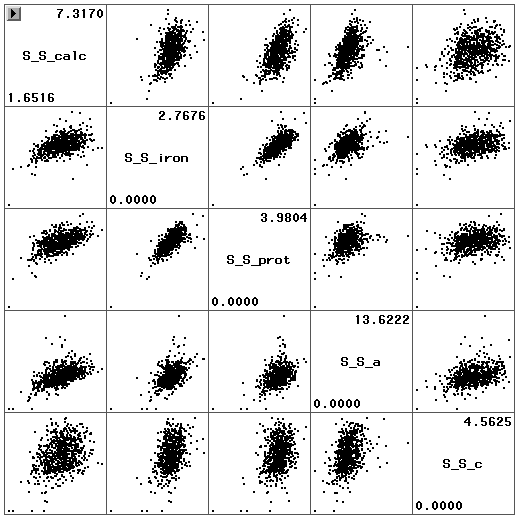 7.3170
S_S_calc
1.6516
2.7676
S_S_iron
0.0000
3.9804
S_S_prot
0.0000
13.6222
S_S_a
0.0000
4.5625
S_S_c
0.0000